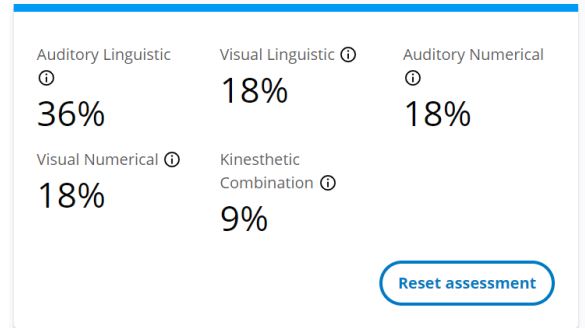 Auditory Linguistic
36%
Visual Linguistic
18%
Auditory Numerical
18%
Visual Numerical
18%
Kinesthetic
Combination
9%
Reset assessment